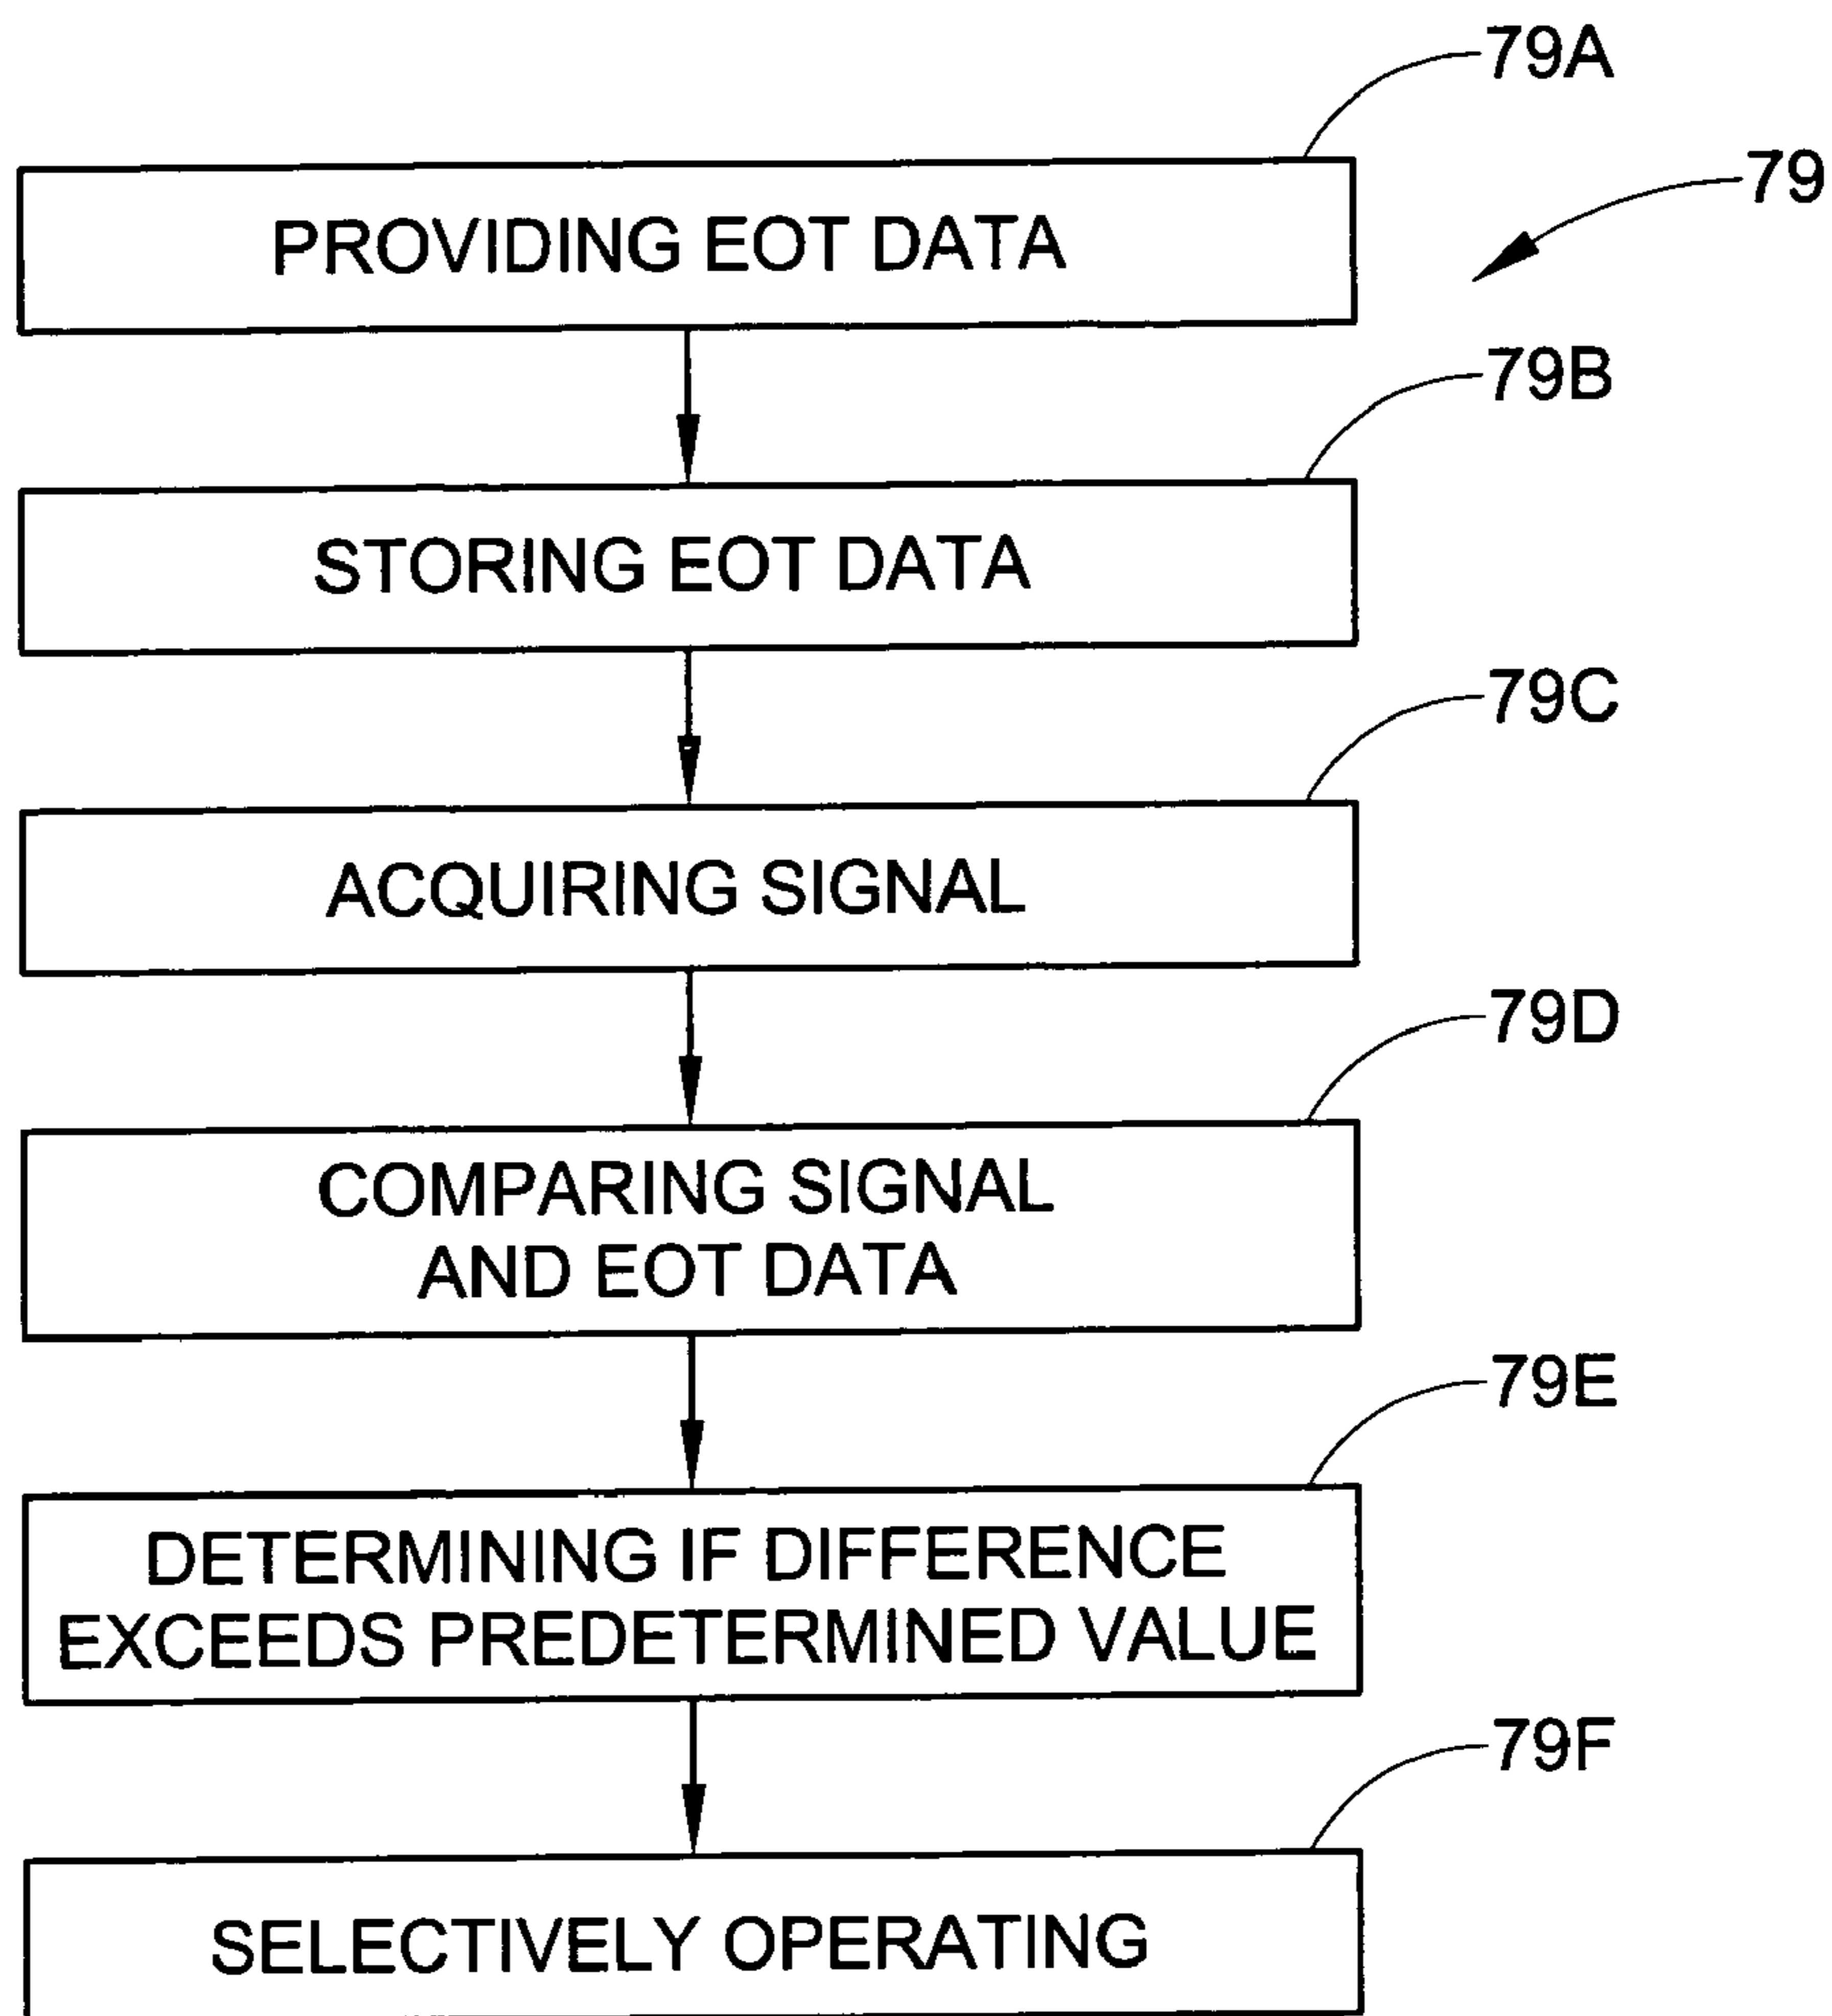 79A
79
PROVIDING EOT DATA
79B
STORING EOT DATA
79C
ACQUIRING SIGNAL
79D
COMPARING SIGNAL
AND EOT DATA
79E
DETERMINING IF DIFFERENCE
EXCEEDS PREDETERMINED VALUE
79F
SELECTIVELY OPERATING